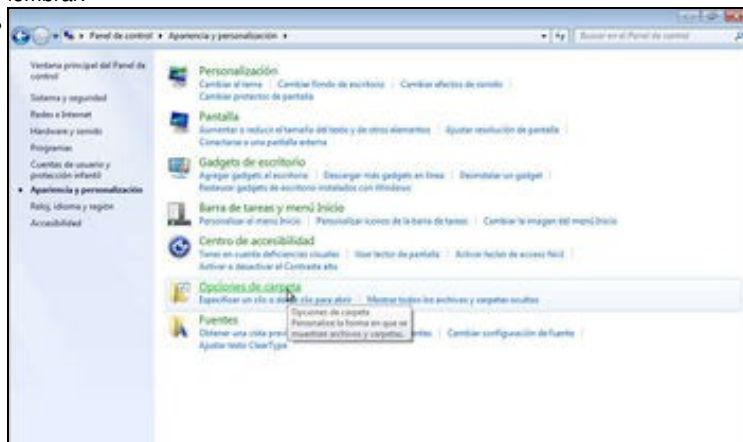 Panel de control ▸ Apariencia y personalización ▸
Buscar en el Panel de control
Ventana principal del Panel de
control
Sistema y seguridad
Redes e Internet
Hardware y sonido
Programas
Cuentas de usuario y
protección infantil
Apariencia y personalización
Reloj, idioma y región
Accesibilidad
Personalización
Cambiar el tema | Cambiar fondo de escritorio | Cambiar efectos de sonido
Cambiar protector de pantalla
Pantalla
Aumentar o reducir el tamaño del texto y de otros elementos | Ajustar resolución de pantalla
Conectarse a una pantalla externa
Gadgets de escritorio
Agregar gadgets al escritorio | Descargar más gadgets en línea | Desinstalar un gadget
Restaurar gadgets de escritorio instalados con Windows
Barra de tareas y menú Inicio
Personalizar el menú Inicio | Personalizar iconos de la barra de tareas | Cambiar la imagen del menú Inicio
Centro de accesibilidad
Tener en cuenta deficiencias visuales | Usar lector de pantalla | Activar teclas de acceso fácil
Activar o desactivar el Contraste alto
Opciones de carpeta
Especificar un clic o doble clic para abrir | Mostrar todos los archivos y carpetas ocultos
Opciones de carpeta
Personalice la forma en que se
muestran archivos y carpetas.
Fuentes
Obtener una vista | Cambiar configuración de fuente
Ajustar texto ClearType